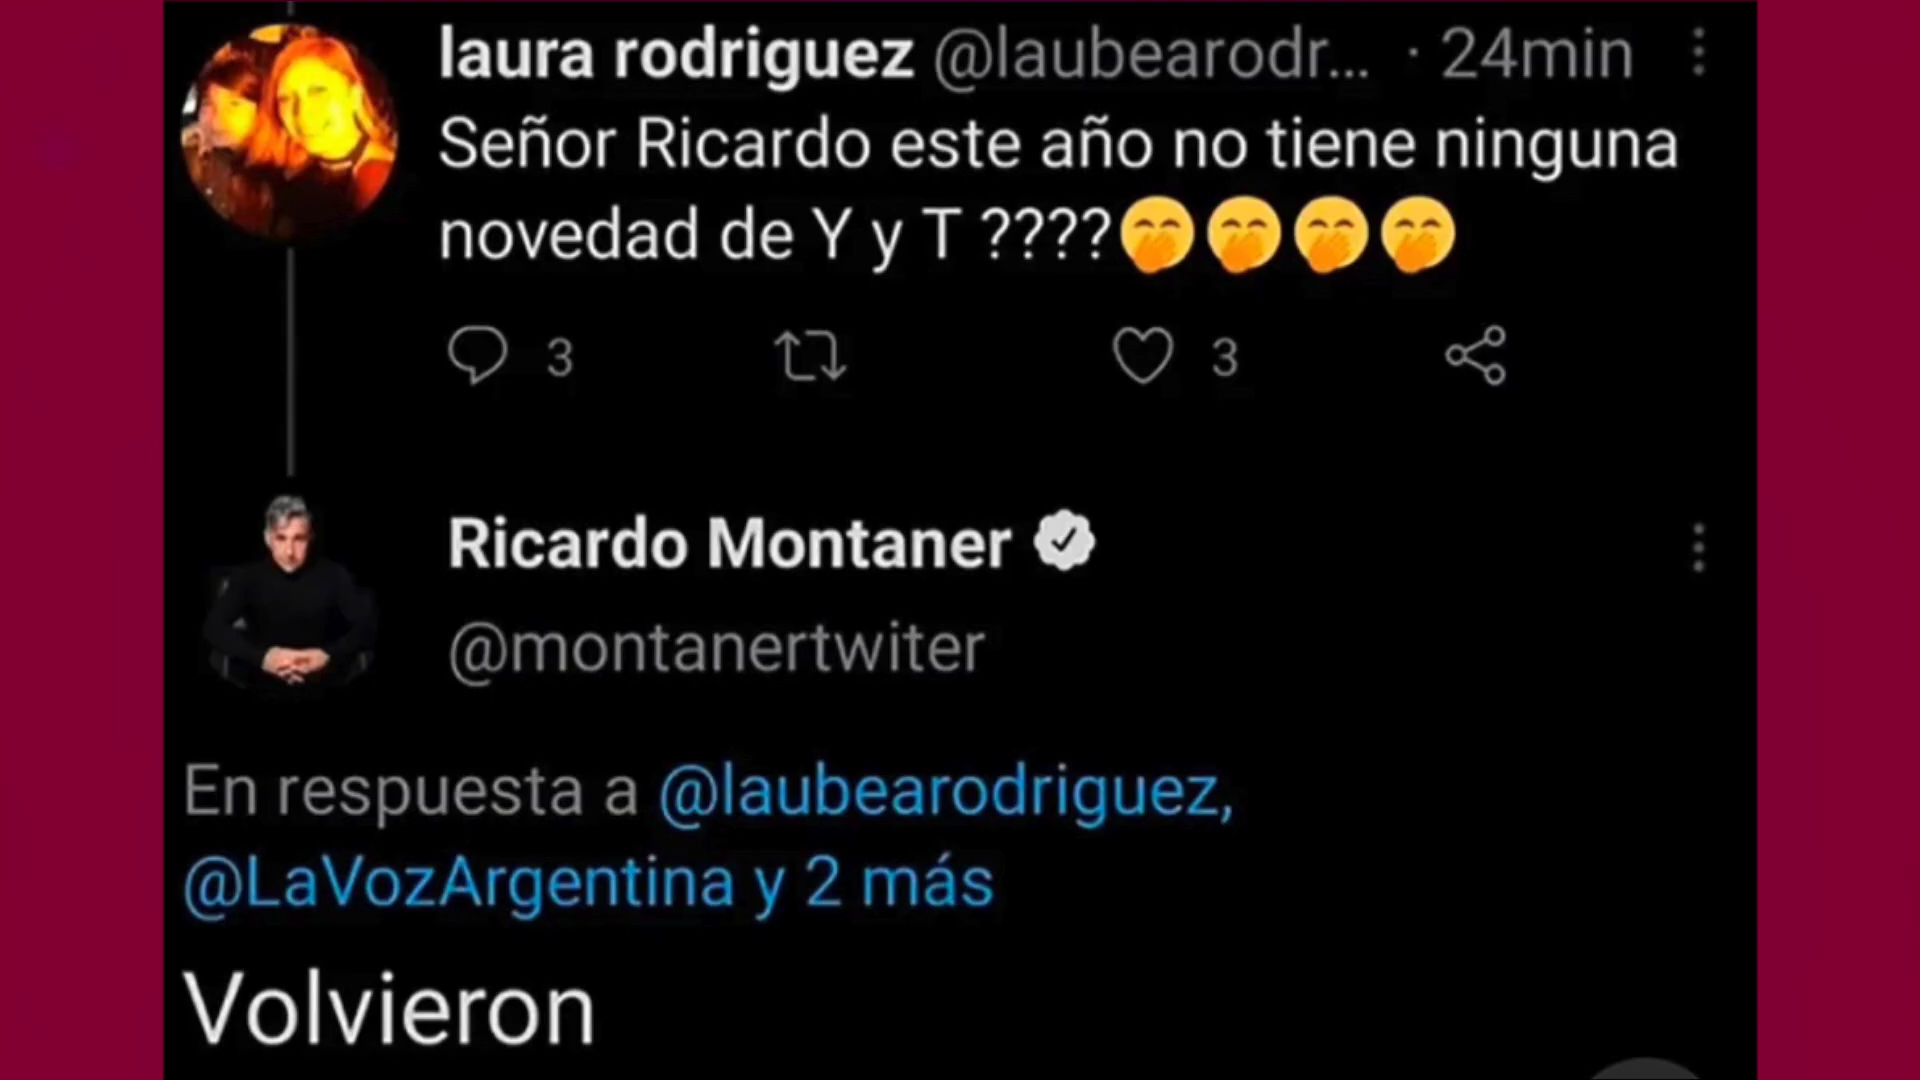 laura rodriguez @laubearodr... · 24min
Señor Ricardo este año no tiene ninguna
novedad de Y y T ????🤭🤭🤭🤭
3 3
Ricardo Montaner
@montanertwiter
En respuesta a @laubearodriguez,
@LaVozArgentina y 2 más
Volvieron